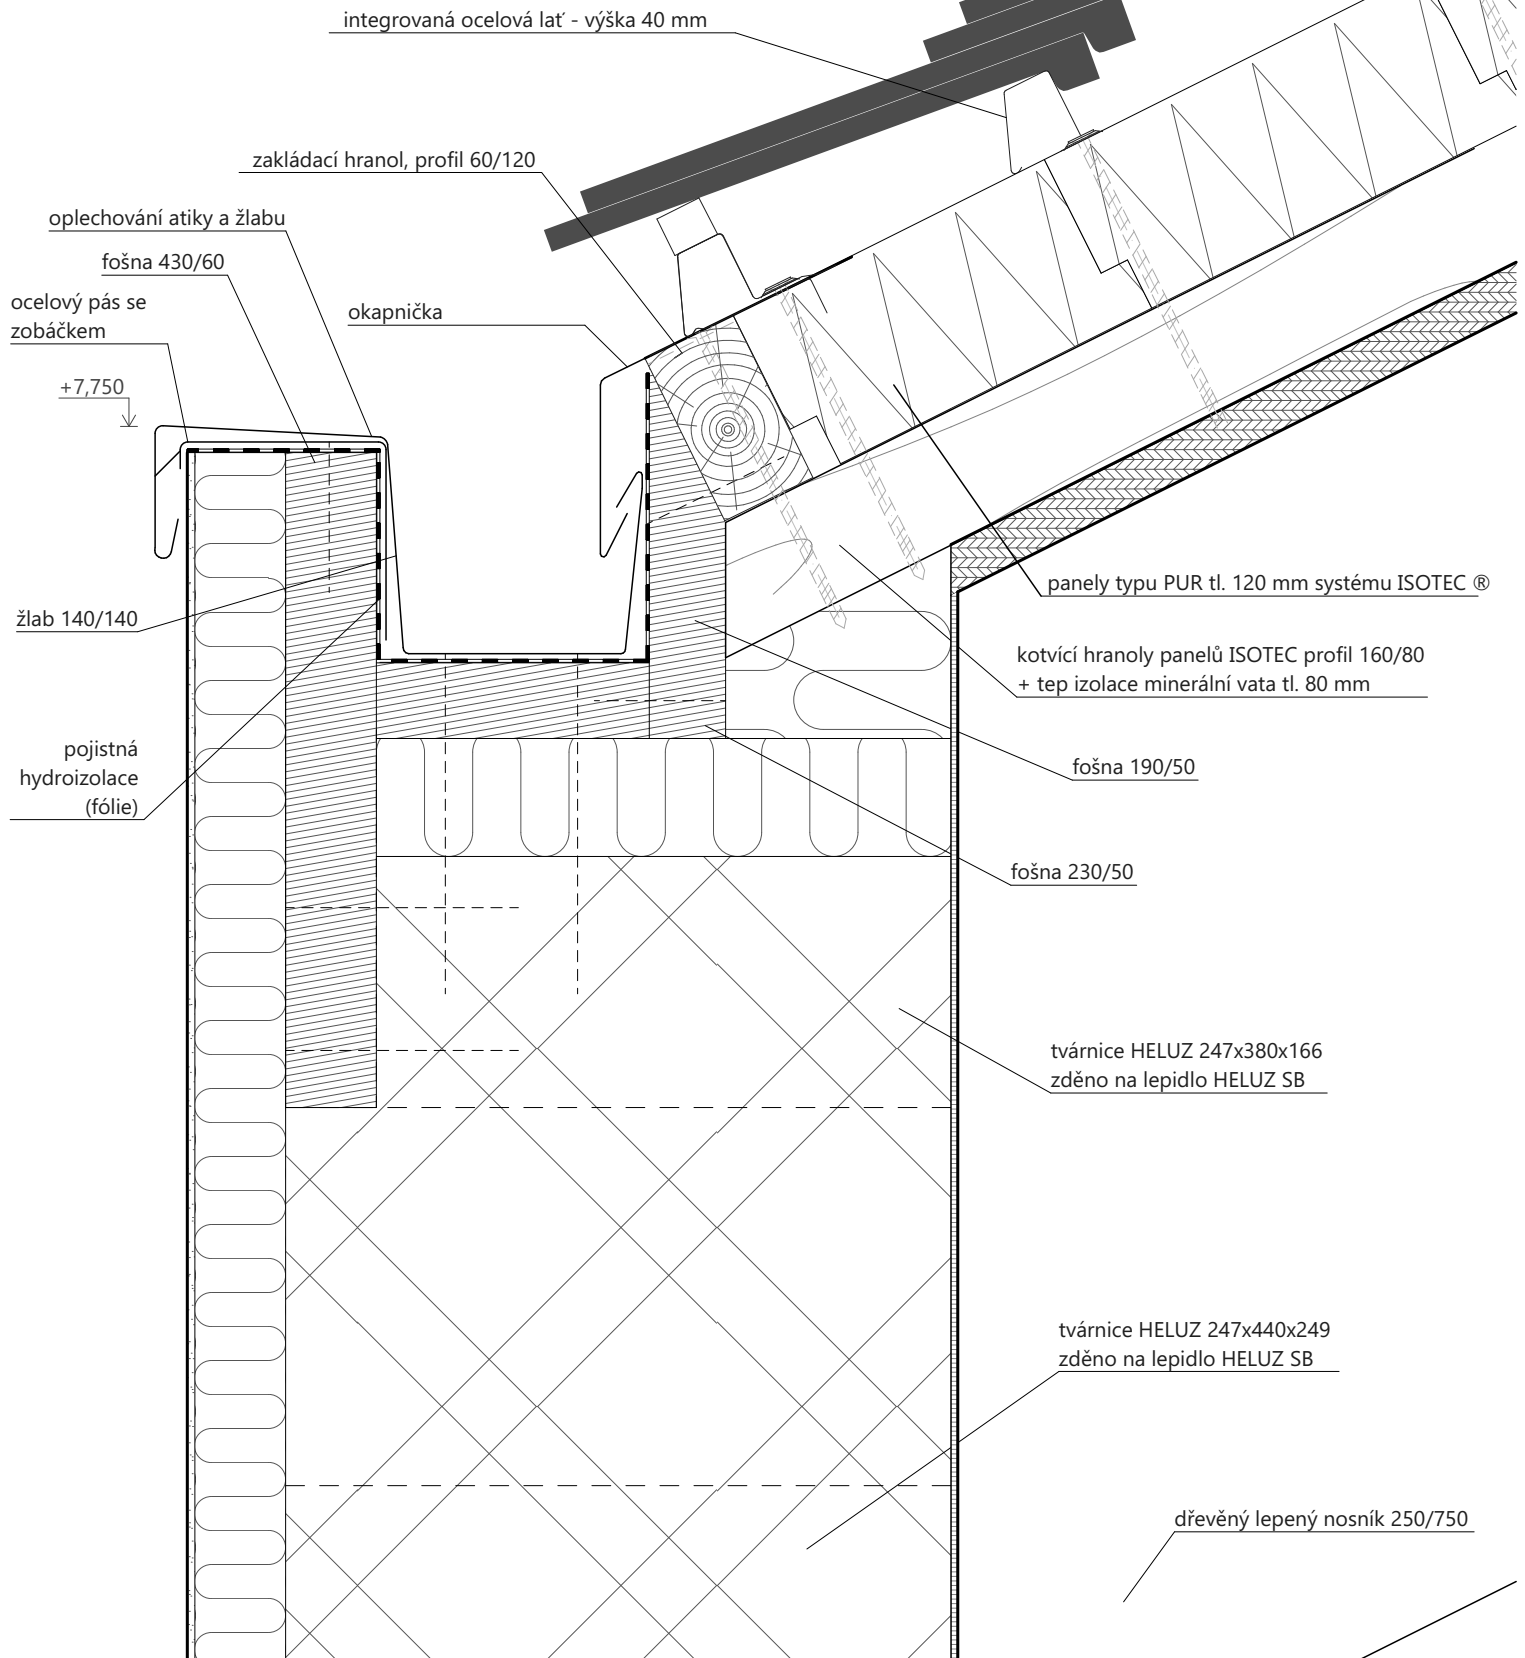 integrovaná ocelová lať - výška 40 mm
zakládací hranol, profil 60/120
oplechování atiky a žlabu
fošna 430/60
ocelový pás se
zobáčkem
okapnička
+7,750
panely typu PUR tl. 120 mm systému ISOTEC ®
žlab 140/140
kotvící hranoly panelů ISOTEC profil 160/80
+ tep izolace minerální vata tl. 80 mm
pojistná
hydroizolace
(fólie)
fošna 190/50
fošna 230/50
tvárnice HELUZ 247x380x166
zděno na lepidlo HELUZ SB
tvárnice HELUZ 247x440x249
zděno na lepidlo HELUZ SB
dřevěný lepený nosník 250/750